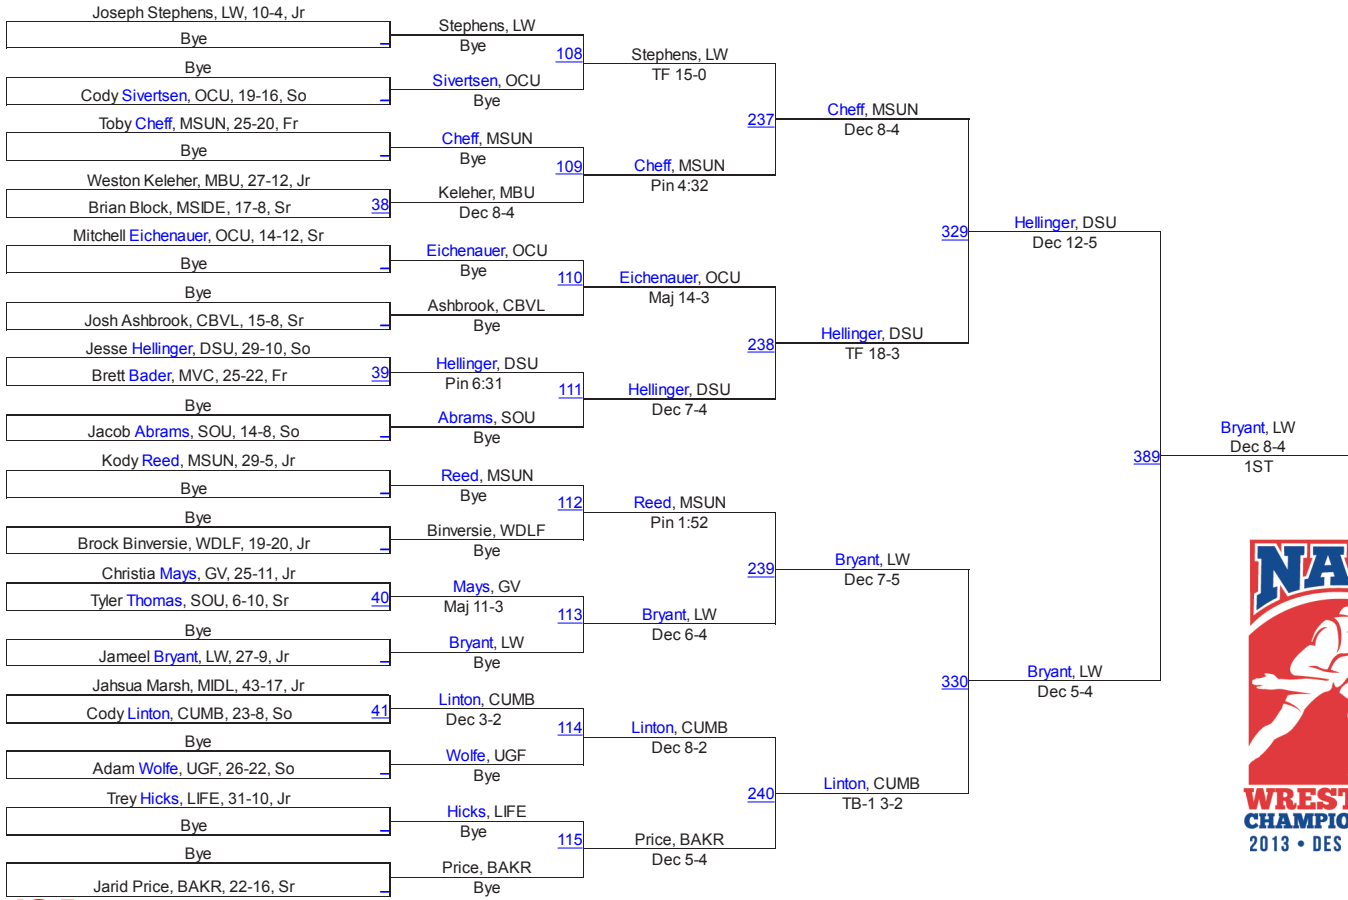 Joseph Stephens, LW, 10-4, Jr
Bye
Bye
Cody Sivertsen, OCU, 19-16, So
Toby Cheff, MSUN, 25-20, Fr
Bye
Weston Keleher, MBU, 27-12, Jr
Brian Block, MSIDE, 17-8, Sr
38
Mitchell Eichenauer, OCU, 14-12, Sr
Bye
Bye
Josh Ashbrook, CBVL, 15-8, Sr
Jesse Hellinger, DSU, 29-10, So
Brett Bader, MVC, 25-22, Fr
39
Bye
Jacob Abrams, SOU, 14-8, So
Kody Reed, MSUN, 29-5, Jr
Bye
Bye
Brock Binversie, WDLF, 19-20, Jr
Christia Mays, GV, 25-11, Jr
Tyler Thomas, SOU, 6-10, Sr
40
Bye
Jameel Bryant, LW, 27-9, Jr
Jahsua Marsh, MIDL, 43-17, Jr
Cody Linton, CUMB, 23-8, So
41
Bye
Adam Wolfe, UGF, 26-22, So
Trey Hicks, LIFE, 31-10, Jr
Bye
Bye
Jarid Price, BAKR, 22-16, Sr
Stephens, LW
Bye
108
Sivertsen, OCU
Bye
Cheff, MSUN
Bye
109
Keleher, MBU
Dec 8-4
Eichenauer, OCU
Bye
110
Ashbrook, CBVL
Bye
Hellinger, DSU
Pin 6:31
111
Abrams, SOU
Bye
Reed, MSUN
Bye
112
Binversie, WDLF
Bye
Mays, GV
Maj 11-3
113
Bryant, LW
Bye
Linton, CUMB
Dec 3-2
114
Wolfe, UGF
Bye
Hicks, LIFE
Bye
115
Price, BAKR
Bye
Stephens, LW
TF 15-0
237
Cheff, MSUN
Pin 4:32
Eichenauer, OCU
Maj 14-3
238
Hellinger, DSU
Dec 7-4
Reed, MSUN
Pin 1:52
239
Bryant, LW
Dec 6-4
Linton, CUMB
Dec 8-2
240
Price, BAKR
Dec 5-4
Cheff, MSUN
Dec 8-4
329
Hellinger, DSU
TF 18-3
Bryant, LW
Dec 7-5
330
Linton, CUMB
TB-1 3-2
Hellinger, DSU
Dec 12-5
389
Bryant, LW
Dec 5-4
Bryant, LW
Dec 8-4
1ST
NA
WREST
CHAMPIO
2013 • DES